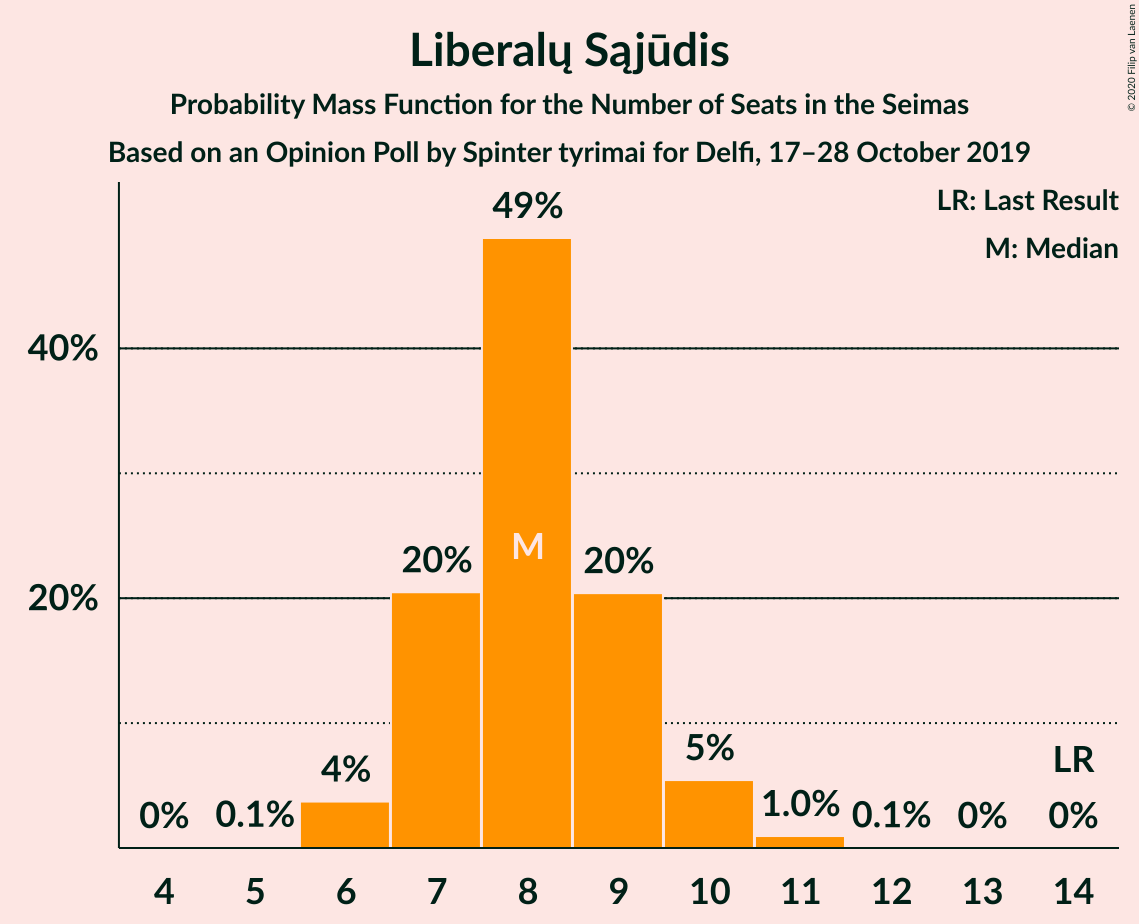 Liberalų Sąjūdis
Probability Mass Function for the Number of Seats in the Seimas
Based on an Opinion Poll by Spinter tyrimai for Delfi, 17–28 October 2019
© 2020 Filip van Laenen
LR: Last Result
M: Median
40%
20%
0%
0.1%
4%
20%
49%
M
20%
5%
1.0%
0.1%
0%
LR
0%
4 5 6 7 8 9 10 11 12 13 14